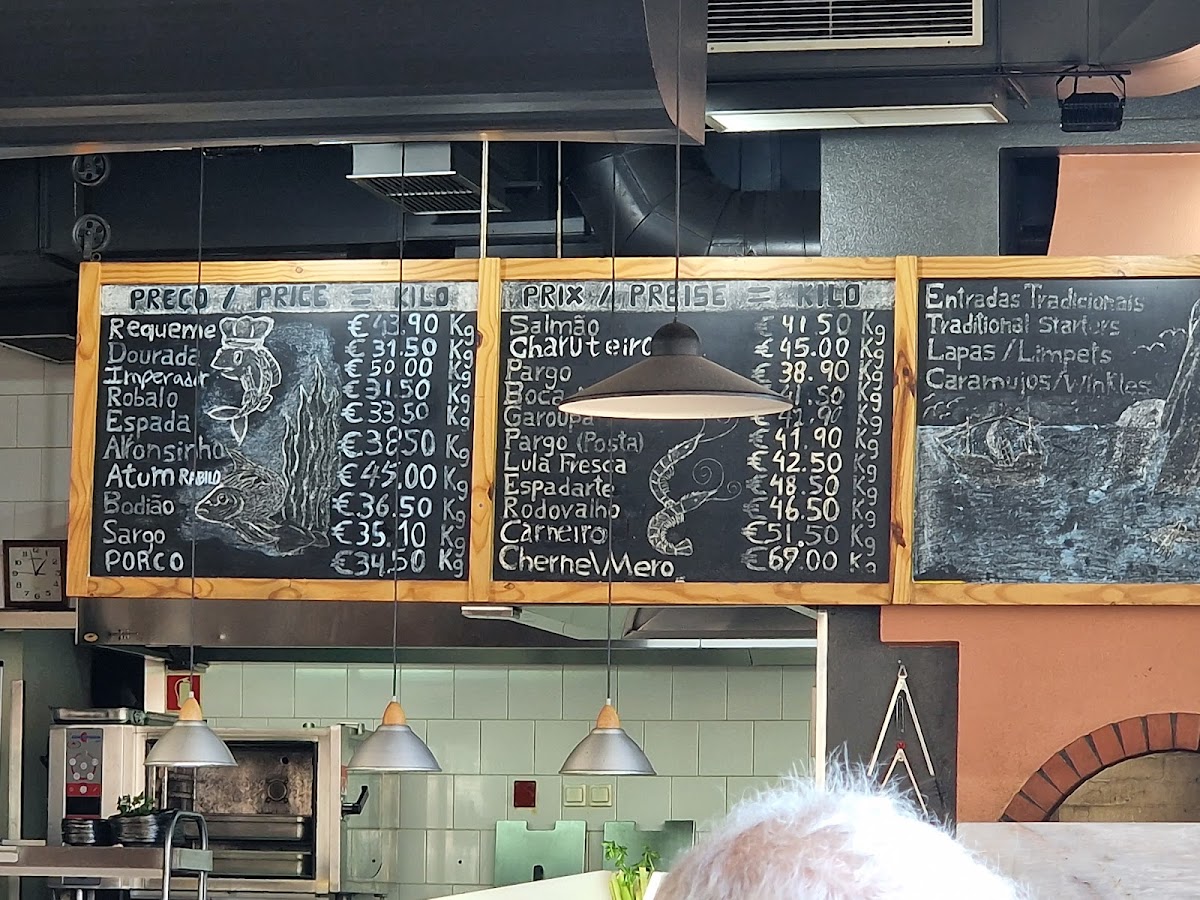 PREÇO / PRICE = KILO
Requeme €43.90 Kg
Dourada €31.50 Kg
Imperador €50.00 Kg
Robalo €31.50 Kg
Espada €33.50 Kg
Alfonsinho €38.50 Kg
Atum RABILO €45.00 Kg
Bodião €36.50 Kg
Sargo €35.10 Kg
PORCO €34.50 Kg
PRIX / PREISE = KILO
Salmão €41.50 Kg
Charuteiro €45.00 Kg
Pargo €38.90 Kg
.50 Kg
Garoupa .90 Kg
Pargo (Posta) €41.90 Kg
Lula Fresca €42.50 Kg
Espadarte €48.50 Kg
Rodovalho €46.50 Kg
Carneiro €51.50 Kg
Cherne\Mero €69.00 Kg
Entradas Tradicionais
Traditional Starters
Lapas / Limpets
Caramujos/Winkles